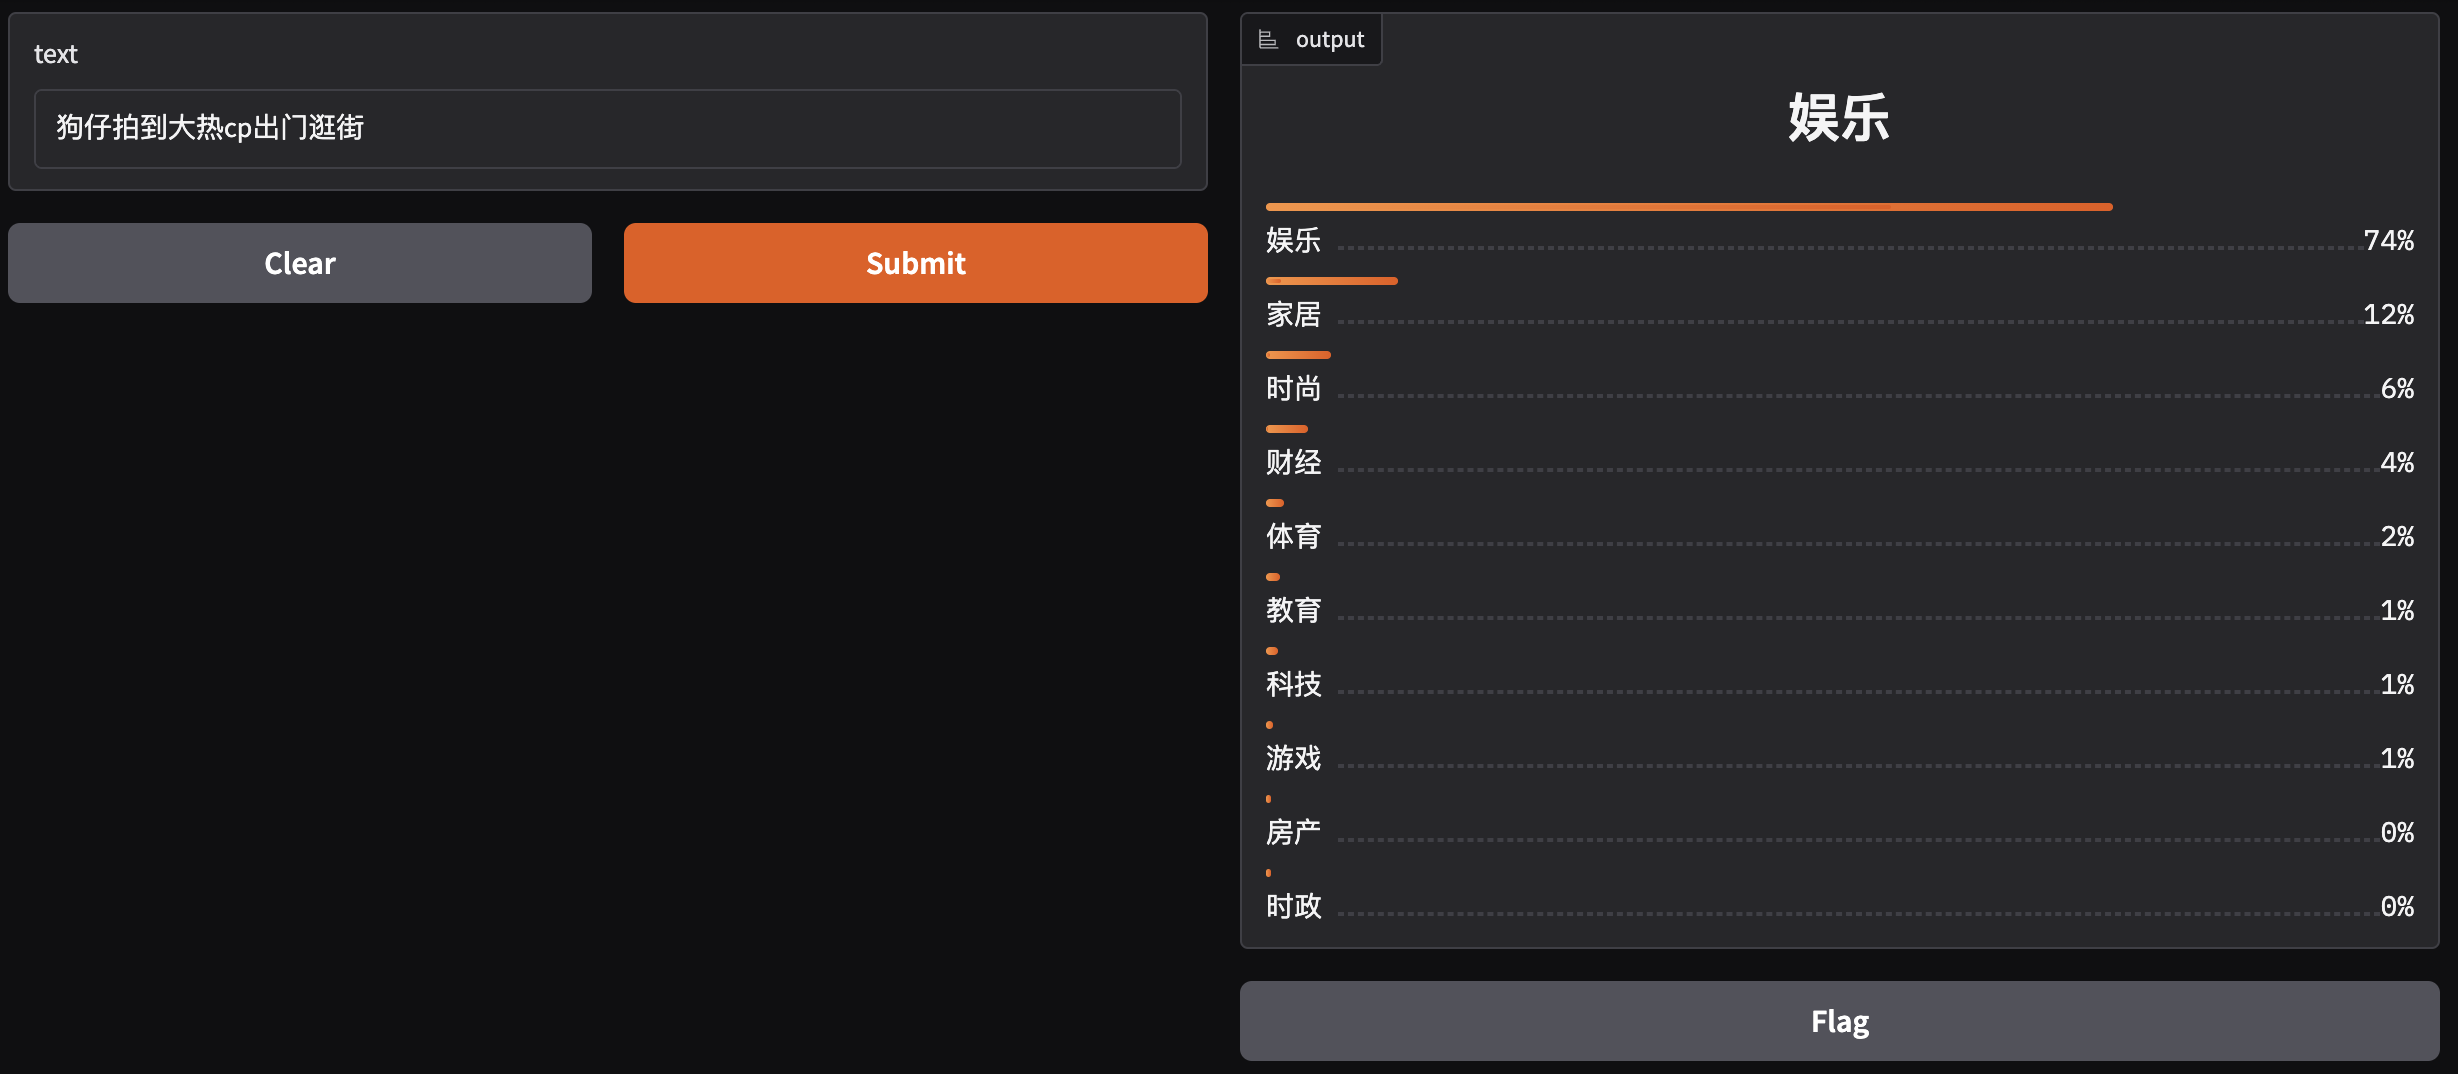 text
狗仔拍到大热cp出门逛街
Clear
Submit
output
娱乐
娱乐 74%
家居 12%
时尚 6%
财经 4%
体育 2%
教育 1%
科技 1%
游戏 1%
房产 0%
时政 0%
Flag